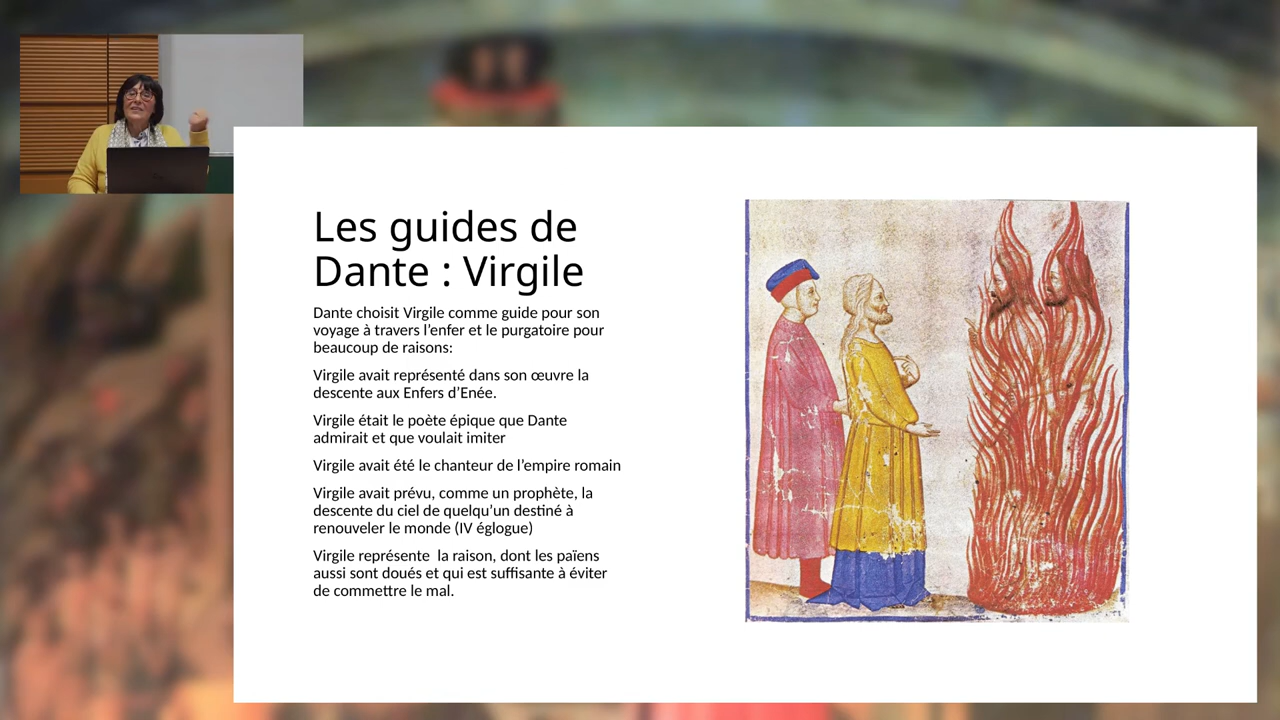 Les guides de
Dante : Virgile
Dante choisit Virgile comme guide pour son
voyage à travers l’enfer et le purgatoire pour
beaucoup de raisons:
Virgile avait représenté dans son œuvre la
descente aux Enfers d’Enée.
Virgile était le poète épique que Dante
admirait et que voulait imiter
Virgile avait été le chanteur de l’empire romain
Virgile avait prévu, comme un prophète, la
descente du ciel de quelqu’un destiné à
renouveler le monde (IV églogue)
Virgile représente  la raison, dont les païens
aussi sont doués et qui est suffisante à éviter
de commettre le mal.